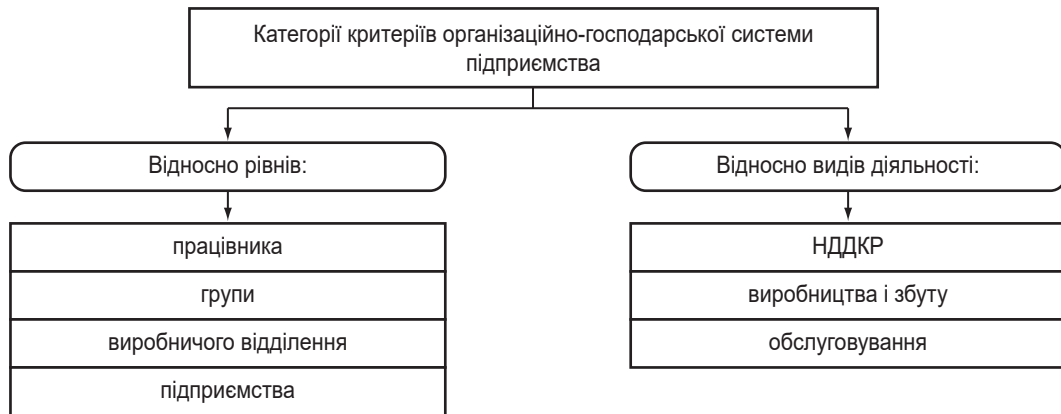 Категорії критеріїв організаційно-господарської системи
підприємства
Відносно рівнів:
працівника
групи
виробничого відділення
підприємства
Відносно видів діяльності:
НДДКР
виробництва і збуту
обслуговування